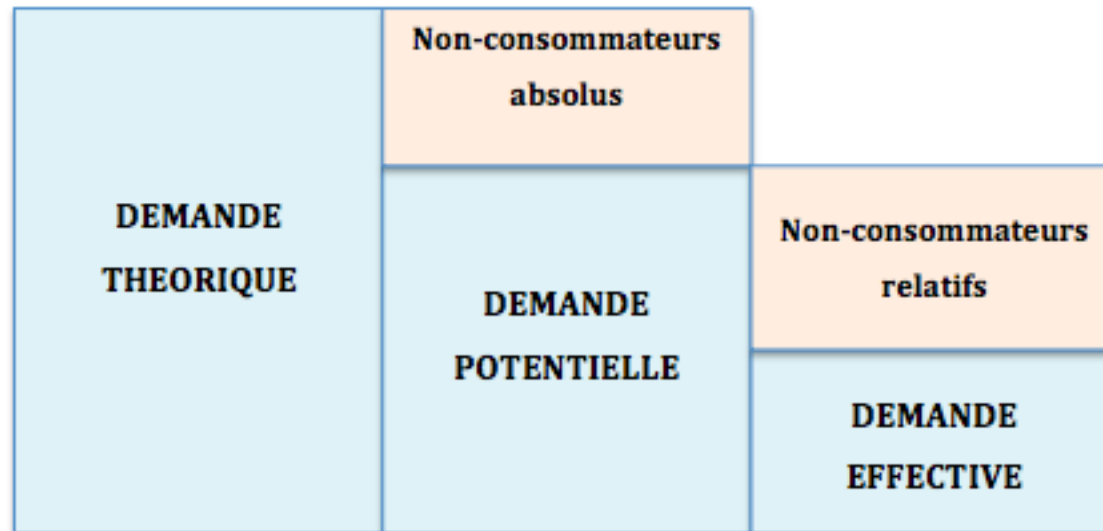 DEMANDE
THEORIQUE
Non-consommateurs
absolus
DEMANDE
POTENTIELLE
Non-consommateurs
relatifs
DEMANDE
EFFECTIVE